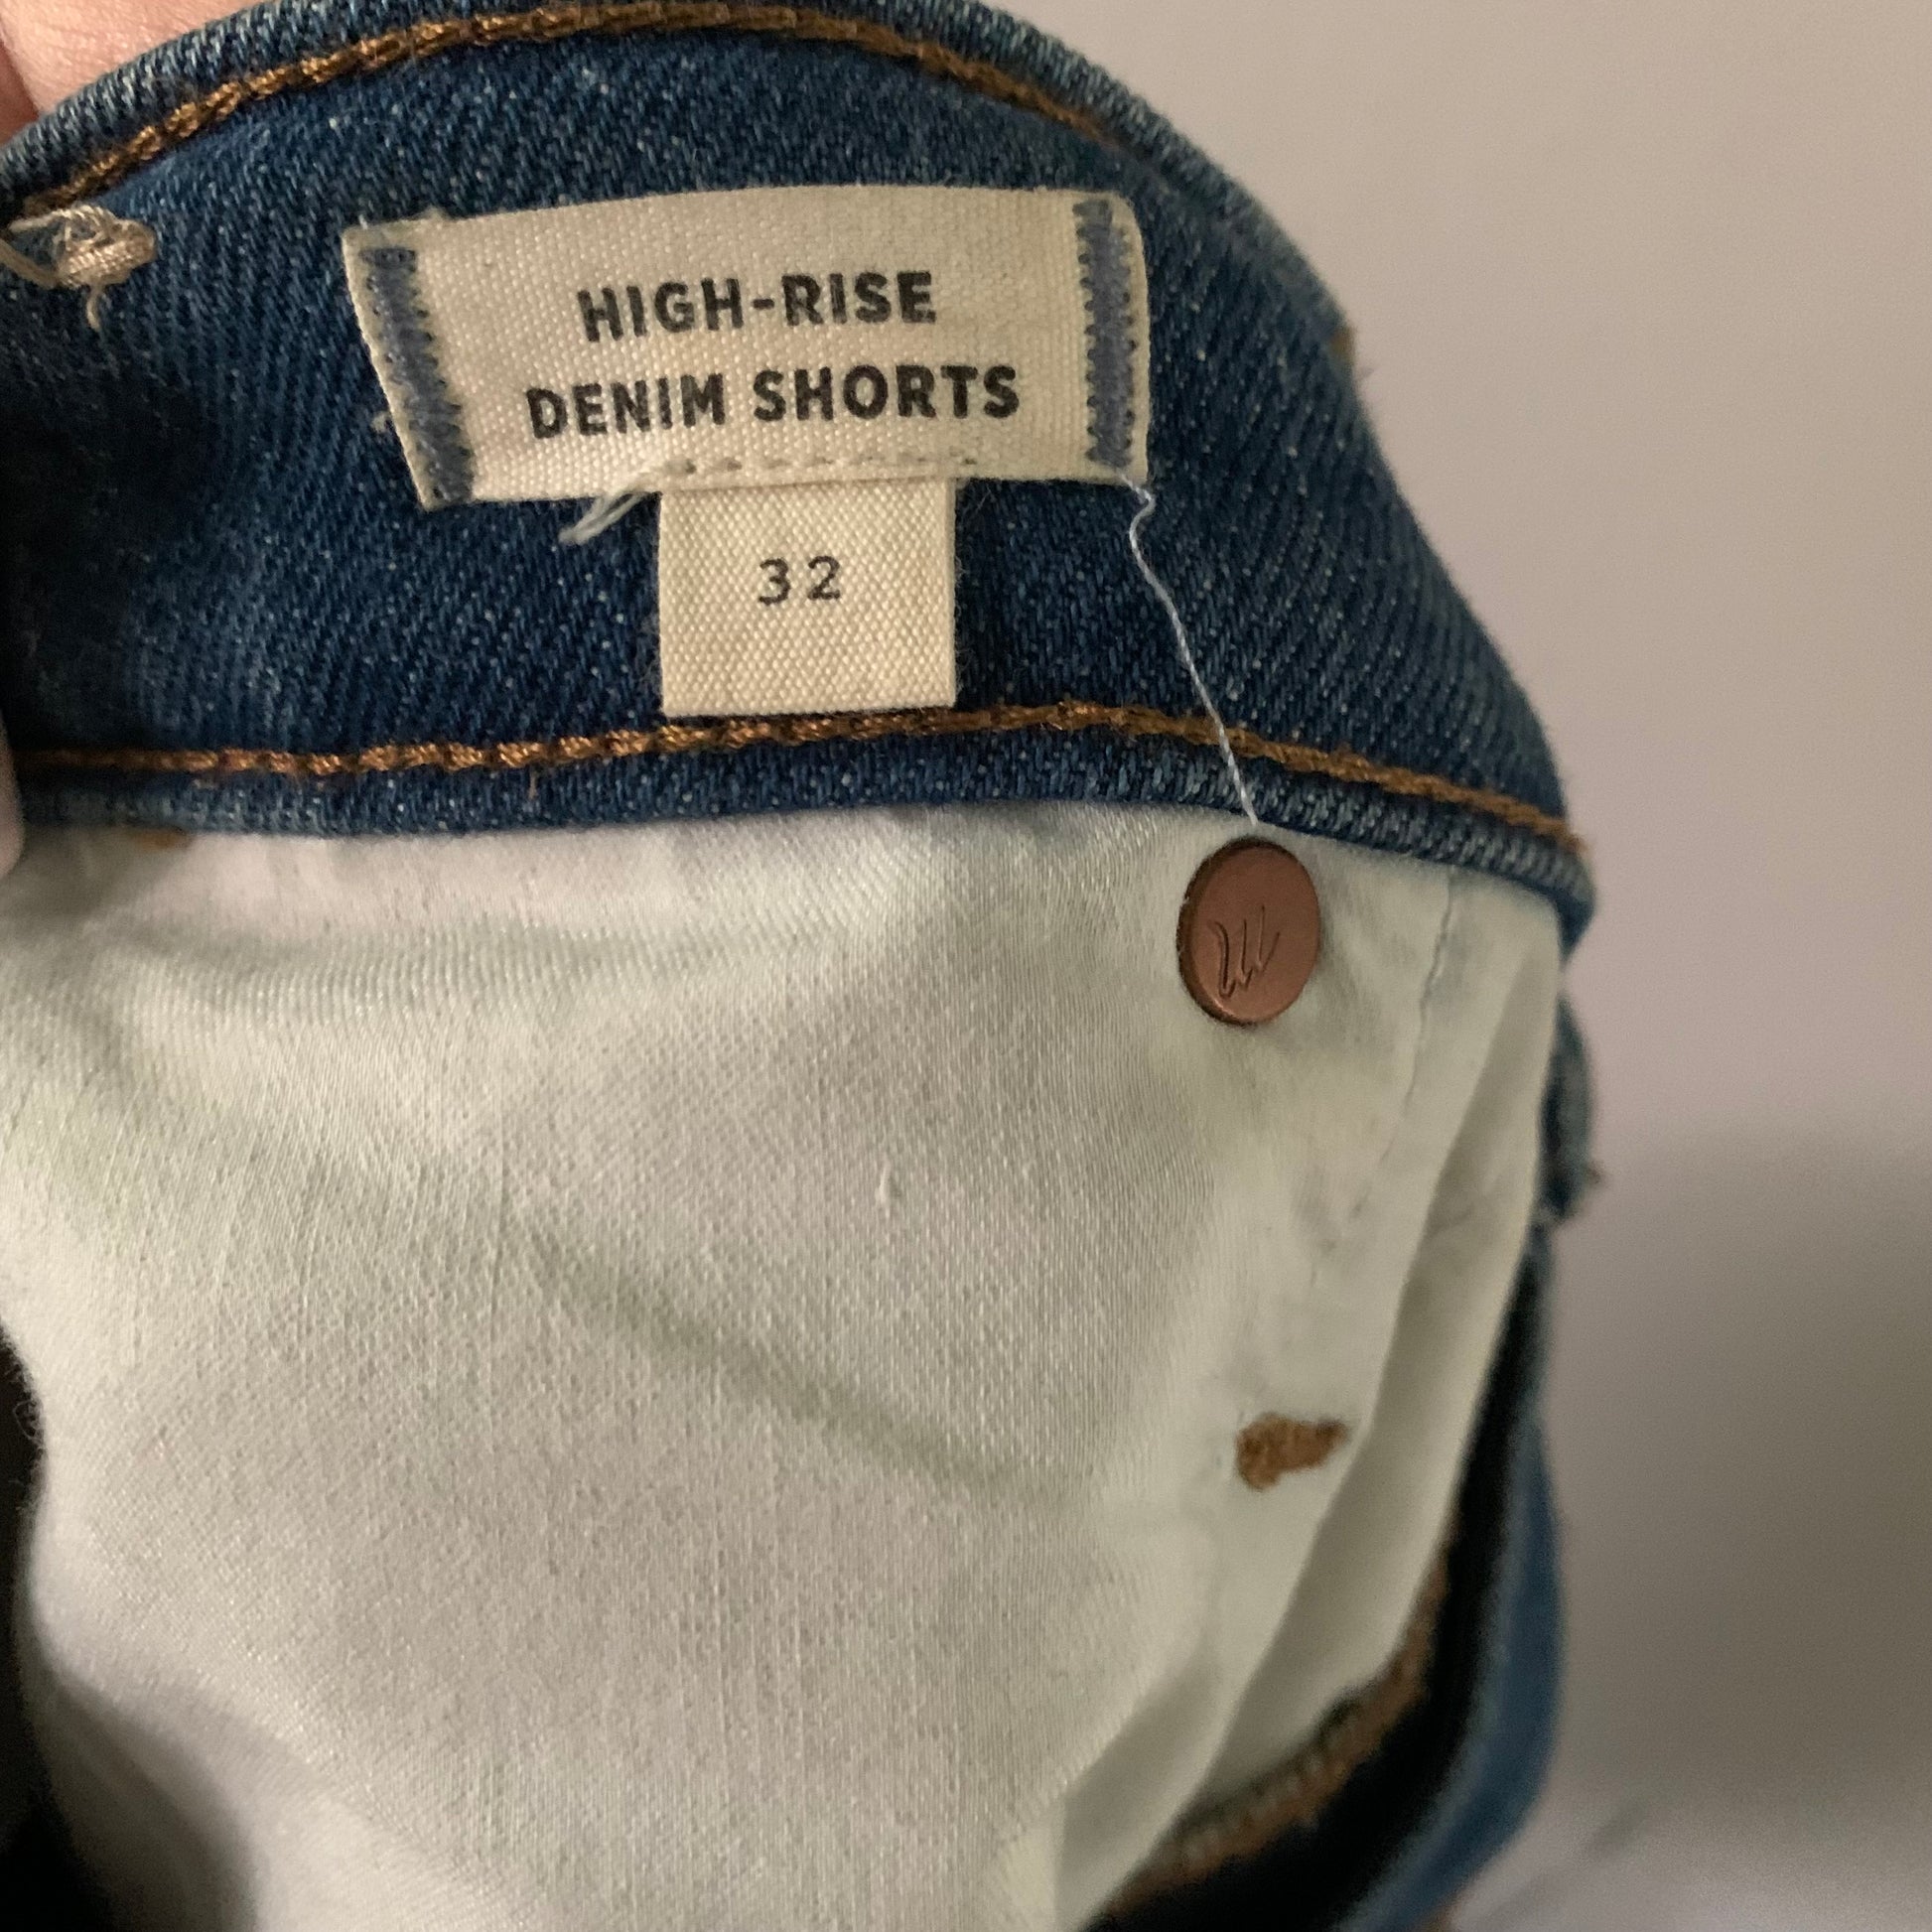 HIGH-RISE
DENIM SHORTS
32